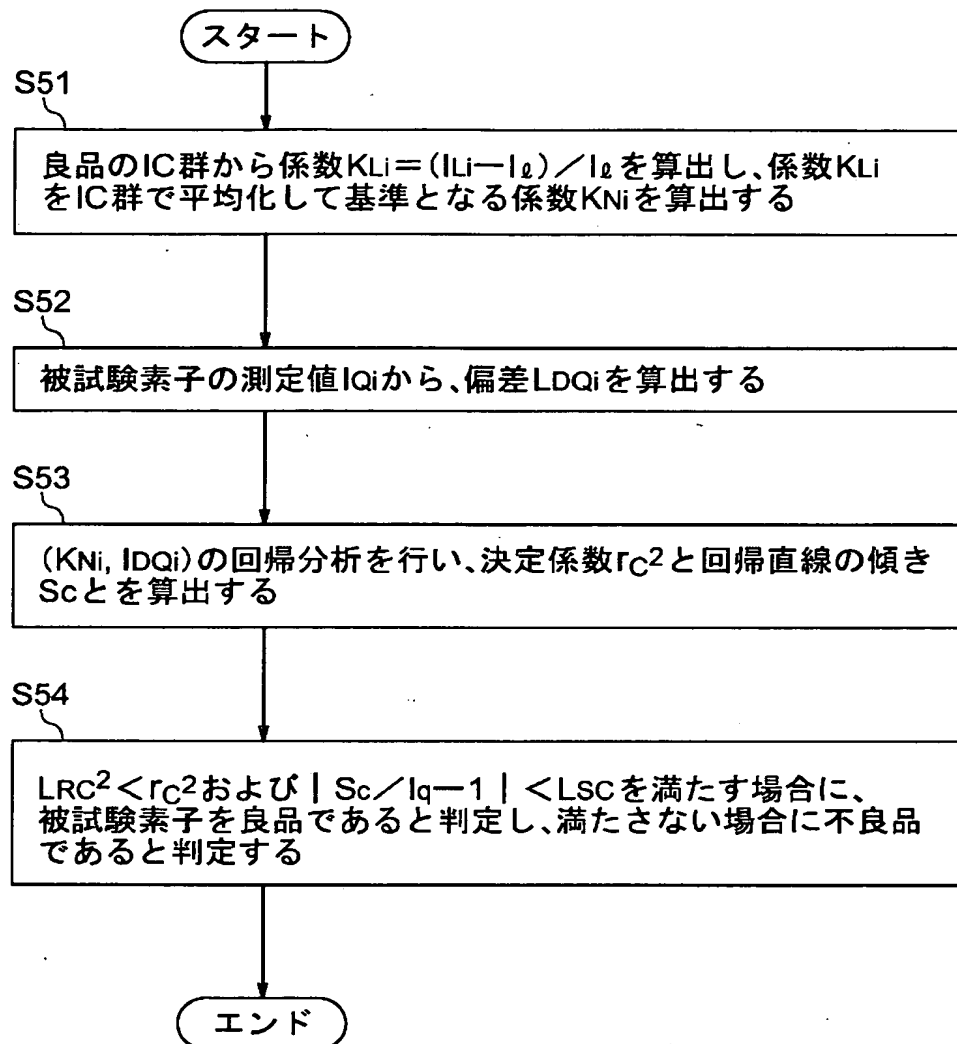 スタート
S51
良品のIC群から係数KLi=(ILi−Iℓ)/Iℓを算出し、係数KLi
をIC群で平均化して基準となる係数KNiを算出する
S52
被試験素子の測定値IQiから、偏差LDQiを算出する
S53
(KNi, IDQi)の回帰分析を行い、決定係数rC²と回帰直線の傾き
Scとを算出する
S54
LRC²<rC²および|Sc/Iq−1|<LSCを満たす場合に、
被試験素子を良品であると判定し、満たさない場合に不良品
であると判定する
エンド